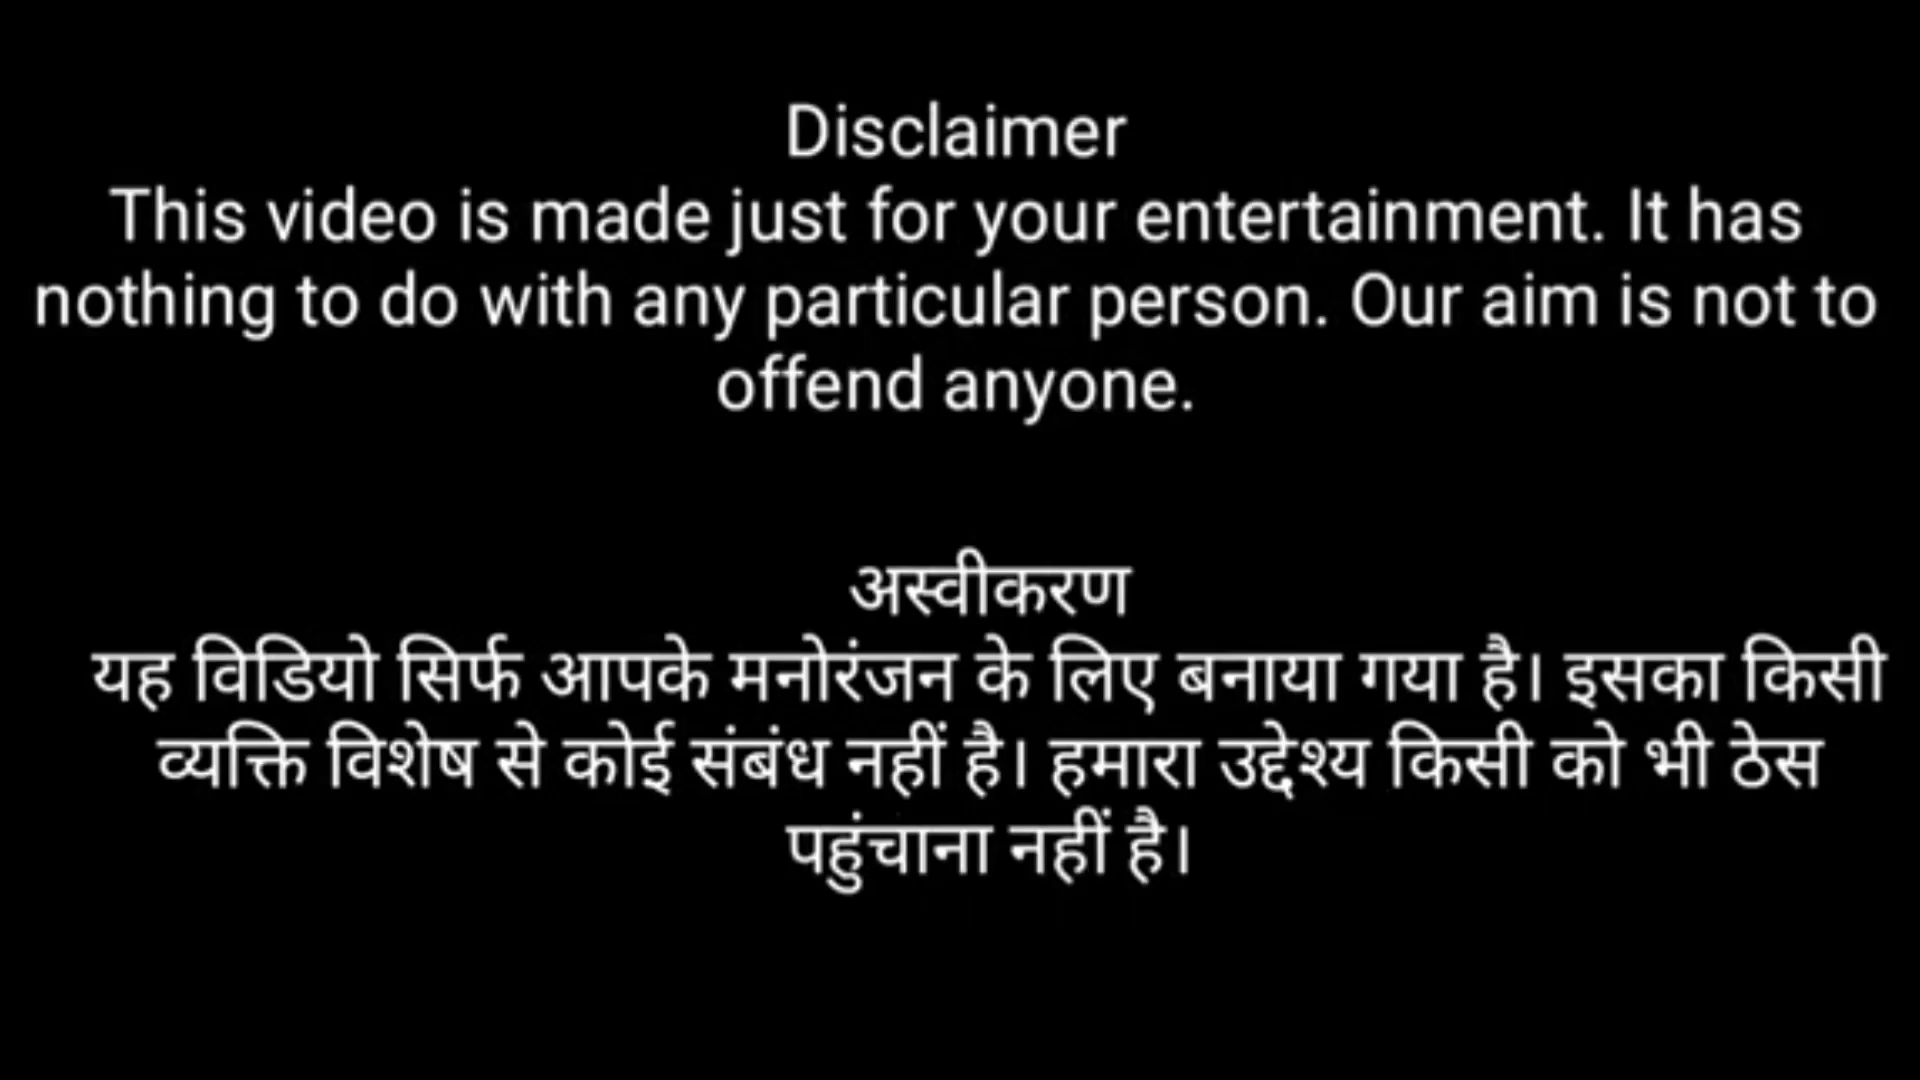 Disclaimer
This video is made just for your entertainment. It has
nothing to do with any particular person. Our aim is not to
offend anyone.
अस्वीकरण
यह विडियो सिर्फ आपके मनोरंजन के लिए बनाया गया है। इसका किसी
व्यक्ति विशेष से कोई संबंध नहीं है। हमारा उद्देश्य किसी को भी ठेस
पहुंचाना नहीं है।